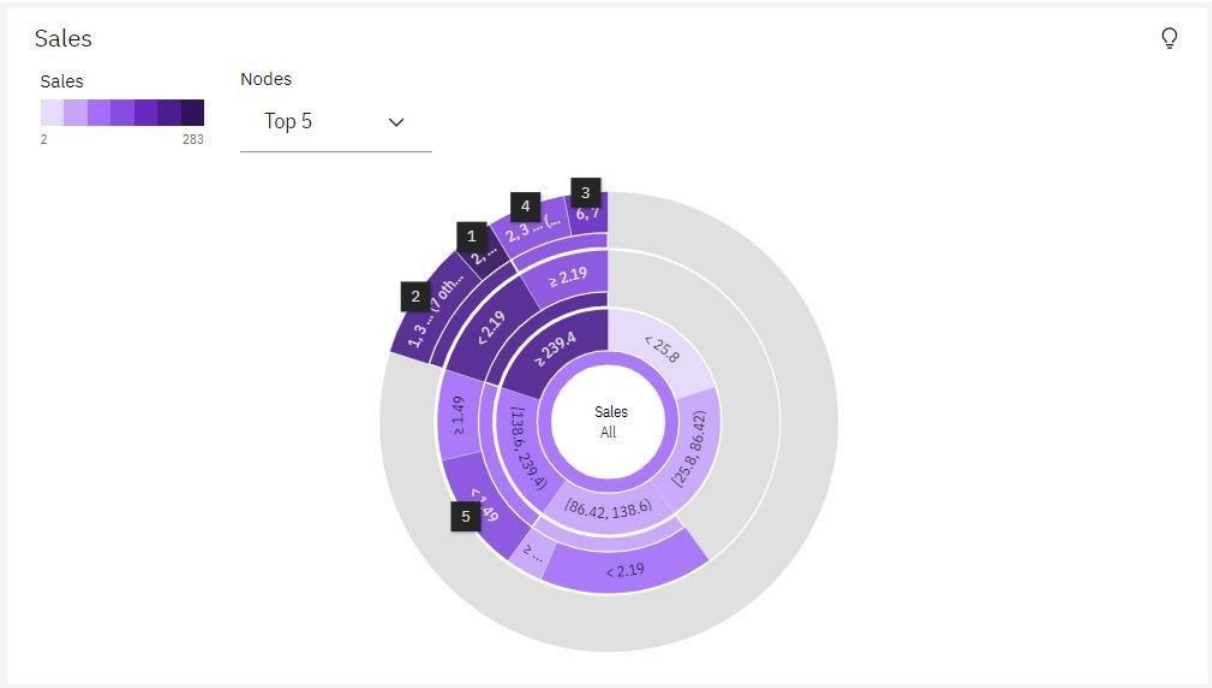 Sales
Sales
Nodes
Top 5
2
283
3
4
6, 7
2, 3 ... (...
1
2, ...
≥ 2.19
2
1, 3 ... (7 oth...
< 2.19
≥ 239.4
< 25.8
≥ 1.49
[138.6, 239.4)
Sales
All
[25.8, 86.42)
[86.42, 138.6)
< 1.49
5
≥ ...
< 2.19